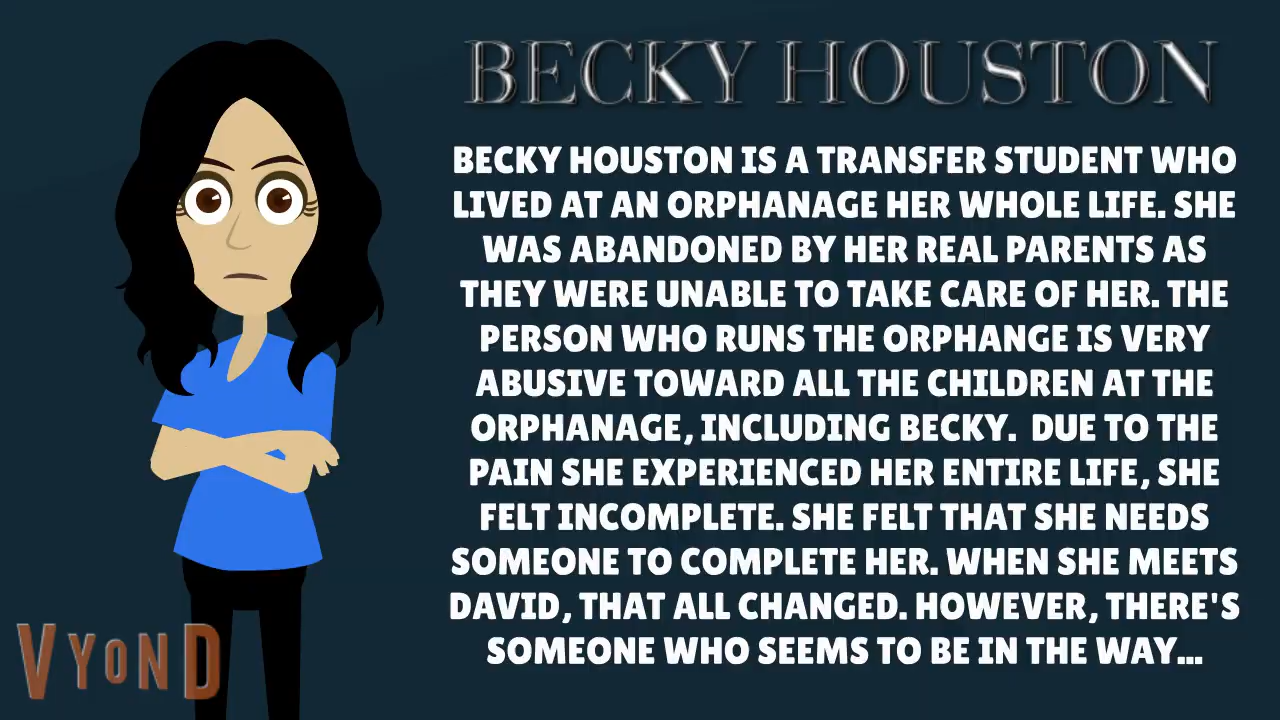 BECKY HOUSTON
BECKY HOUSTON IS A TRANSFER STUDENT WHO
LIVED AT AN ORPHANAGE HER WHOLE LIFE. SHE
WAS ABANDONED BY HER REAL PARENTS AS
THEY WERE UNABLE TO TAKE CARE OF HER. THE
PERSON WHO RUNS THE ORPHANGE IS VERY
ABUSIVE TOWARD ALL THE CHILDREN AT THE
ORPHANAGE, INCLUDING BECKY. DUE TO THE
PAIN SHE EXPERIENCED HER ENTIRE LIFE, SHE
FELT INCOMPLETE. SHE FELT THAT SHE NEEDS
SOMEONE TO COMPLETE HER. WHEN SHE MEETS
DAVID, THAT ALL CHANGED. HOWEVER, THERE'S
SOMEONE WHO SEEMS TO BE IN THE WAY...
VYOND